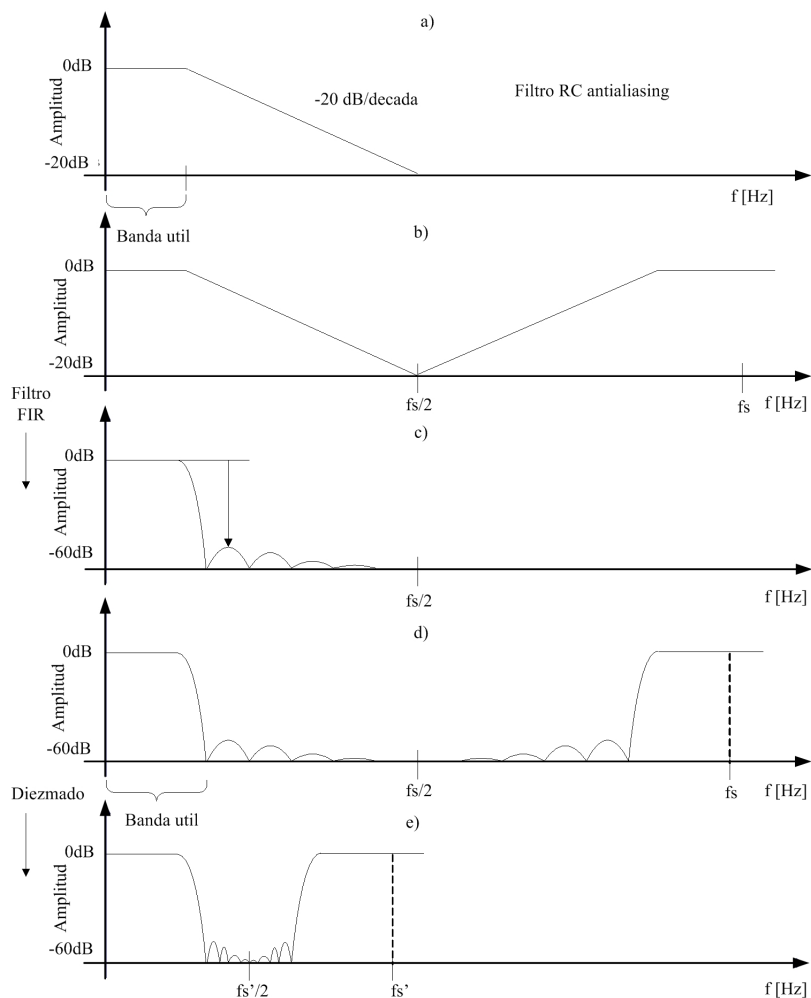 a)
0dB
Amplitud
-20 dB/decada
Filtro RC antialiasing
-20dB
f [Hz]
Banda util
b)
0dB
Amplitud
-20dB
fs/2
fs
f [Hz]
Filtro
FIR
c)
0dB
Amplitud
-60dB
fs/2
f [Hz]
d)
0dB
Amplitud
-60dB
fs/2
fs
f [Hz]
Diezmado
Banda util
e)
0dB
Amplitud
-60dB
fs'/2
fs'
f [Hz]